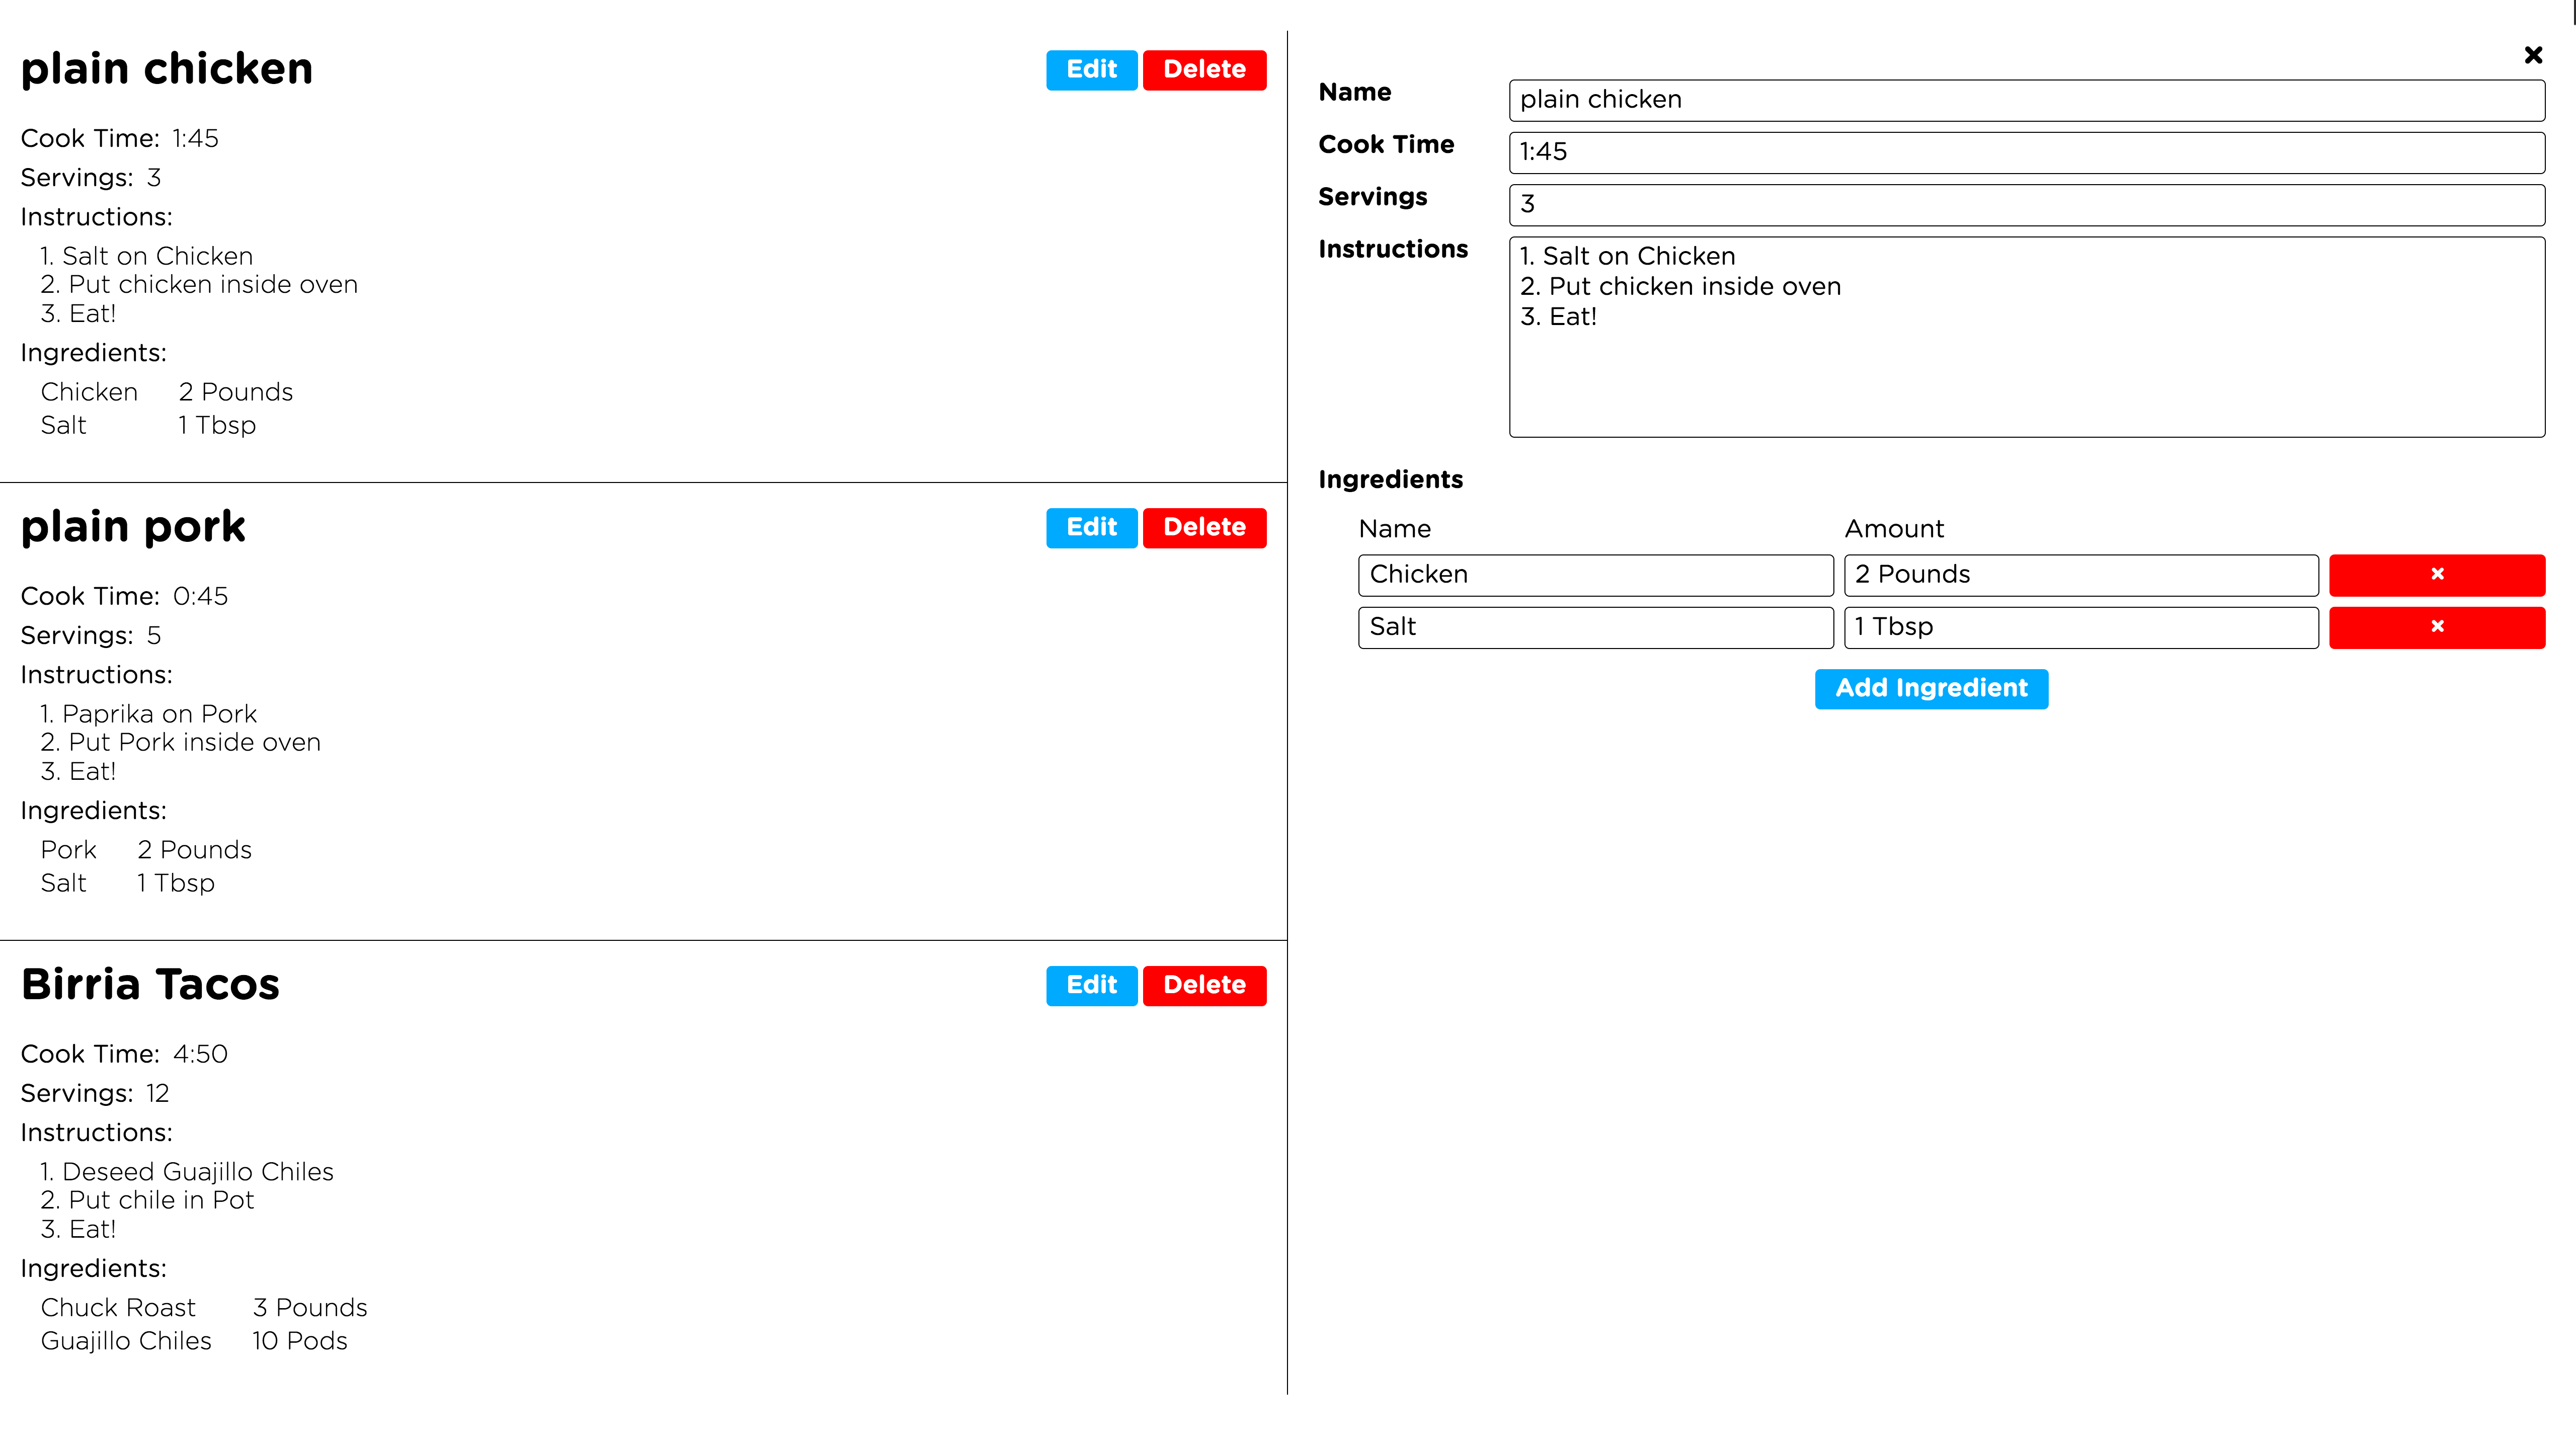 plain chicken
Edit
Delete
Cook Time: 1:45
Servings: 3
Instructions:
1. Salt on Chicken
2. Put chicken inside oven
3. Eat!
Ingredients:
Chicken 2 Pounds
Salt 1 Tbsp
plain pork
Edit
Delete
Cook Time: 0:45
Servings: 5
Instructions:
1. Paprika on Pork
2. Put Pork inside oven
3. Eat!
Ingredients:
Pork 2 Pounds
Salt 1 Tbsp
Birria Tacos
Edit
Delete
Cook Time: 4:50
Servings: 12
Instructions:
1. Deseed Guajillo Chiles
2. Put chile in Pot
3. Eat!
Ingredients:
Chuck Roast 3 Pounds
Guajillo Chiles 10 Pods
×
Name plain chicken
Cook Time 1:45
Servings 3
Instructions 1. Salt on Chicken
2. Put chicken inside oven
3. Eat!
Ingredients
Name Amount
Chicken 2 Pounds ×
Salt 1 Tbsp ×
Add Ingredient